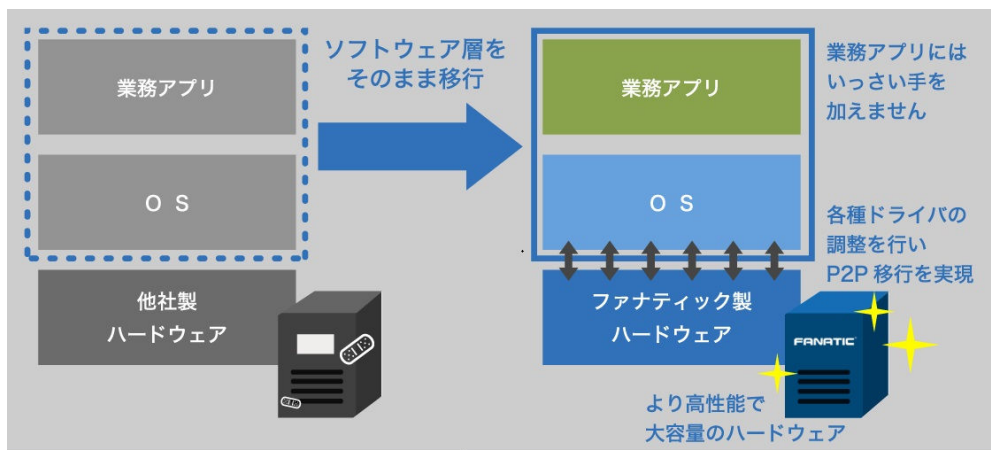 業務アプリ
O S
他社製
ハードウェア
ソフトウェア層を
そのまま移行
業務アプリ
O S
ファナティック製
ハードウェア
業務アプリには
いっさい手を
加えません
各種ドライバの
調整を行い
P2P 移行を実現
FANATIC
より高性能で
大容量のハードウェア